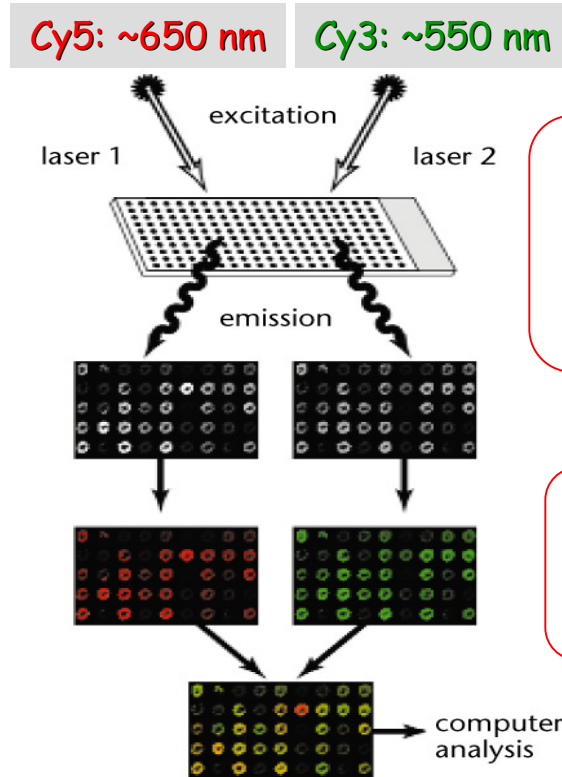 Cy5: ~650 nm
Cy3: ~550 nm
excitation
laser 1
laser 2
emission
computer
analysis